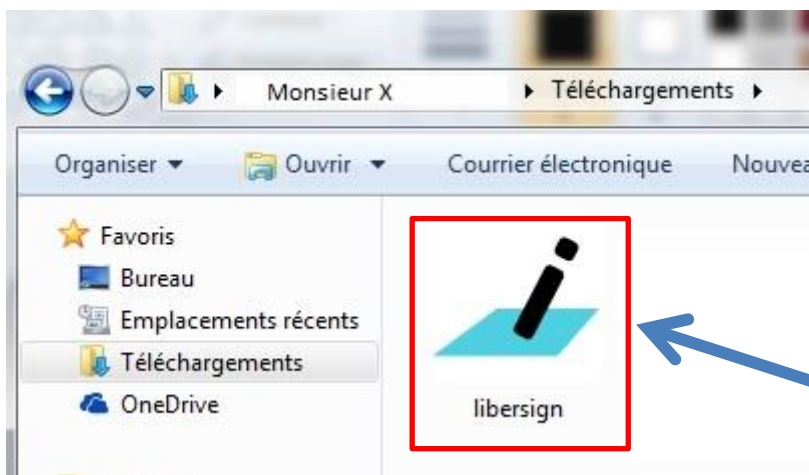 Monsieur X Téléchargements
Organiser Ouvrir Courrier électronique
Favoris
Bureau
Emplacements récents
Téléchargements
OneDrive
libersign